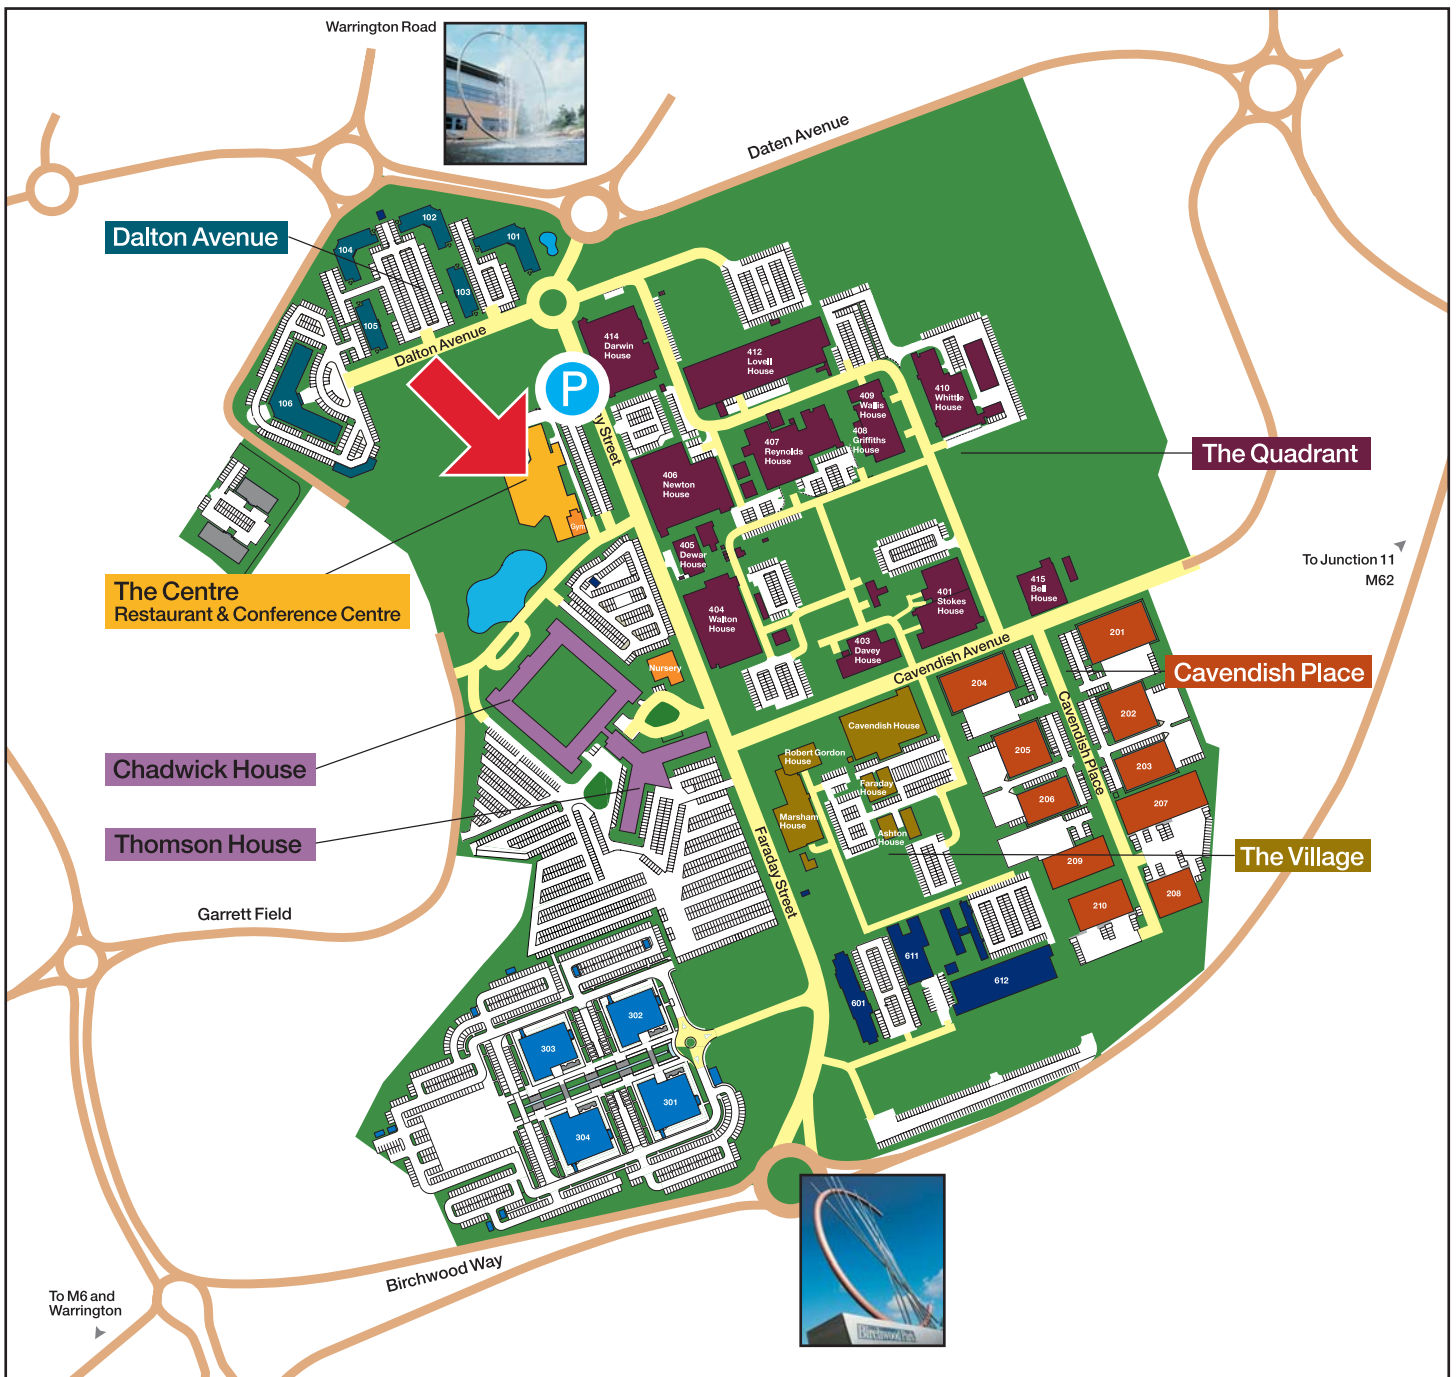 Warrington Road
Daten Avenue
Dalton Avenue
102
101
104
103
105
106
Dalton Avenue
414
Darwin
House
412
Lovell
House
410
Whittle
House
409
Wallis
House
408
Griffiths
House
407
Reynolds
House
P
ry Street
406
Newton
House
The Quadrant
Gym
405
Dewar
House
404
Walton
House
401
Stokes
House
415
Bell
House
403
Davey
House
To Junction 11
M62
The Centre
Restaurant & Conference Centre
Nursery
Cavendish Avenue
201
204
Cavendish Place
202
Cavendish Place
205
203
206
207
209
208
210
Chadwick House
Thomson House
Cavendish House
Robert Gordon
House
Faraday
House
Marsham
House
Ashton
House
The Village
Faraday Street
Garrett Field
611
612
601
302
303
301
304
Birchwood Way
To M6 and
Warrington
Birchwood Park